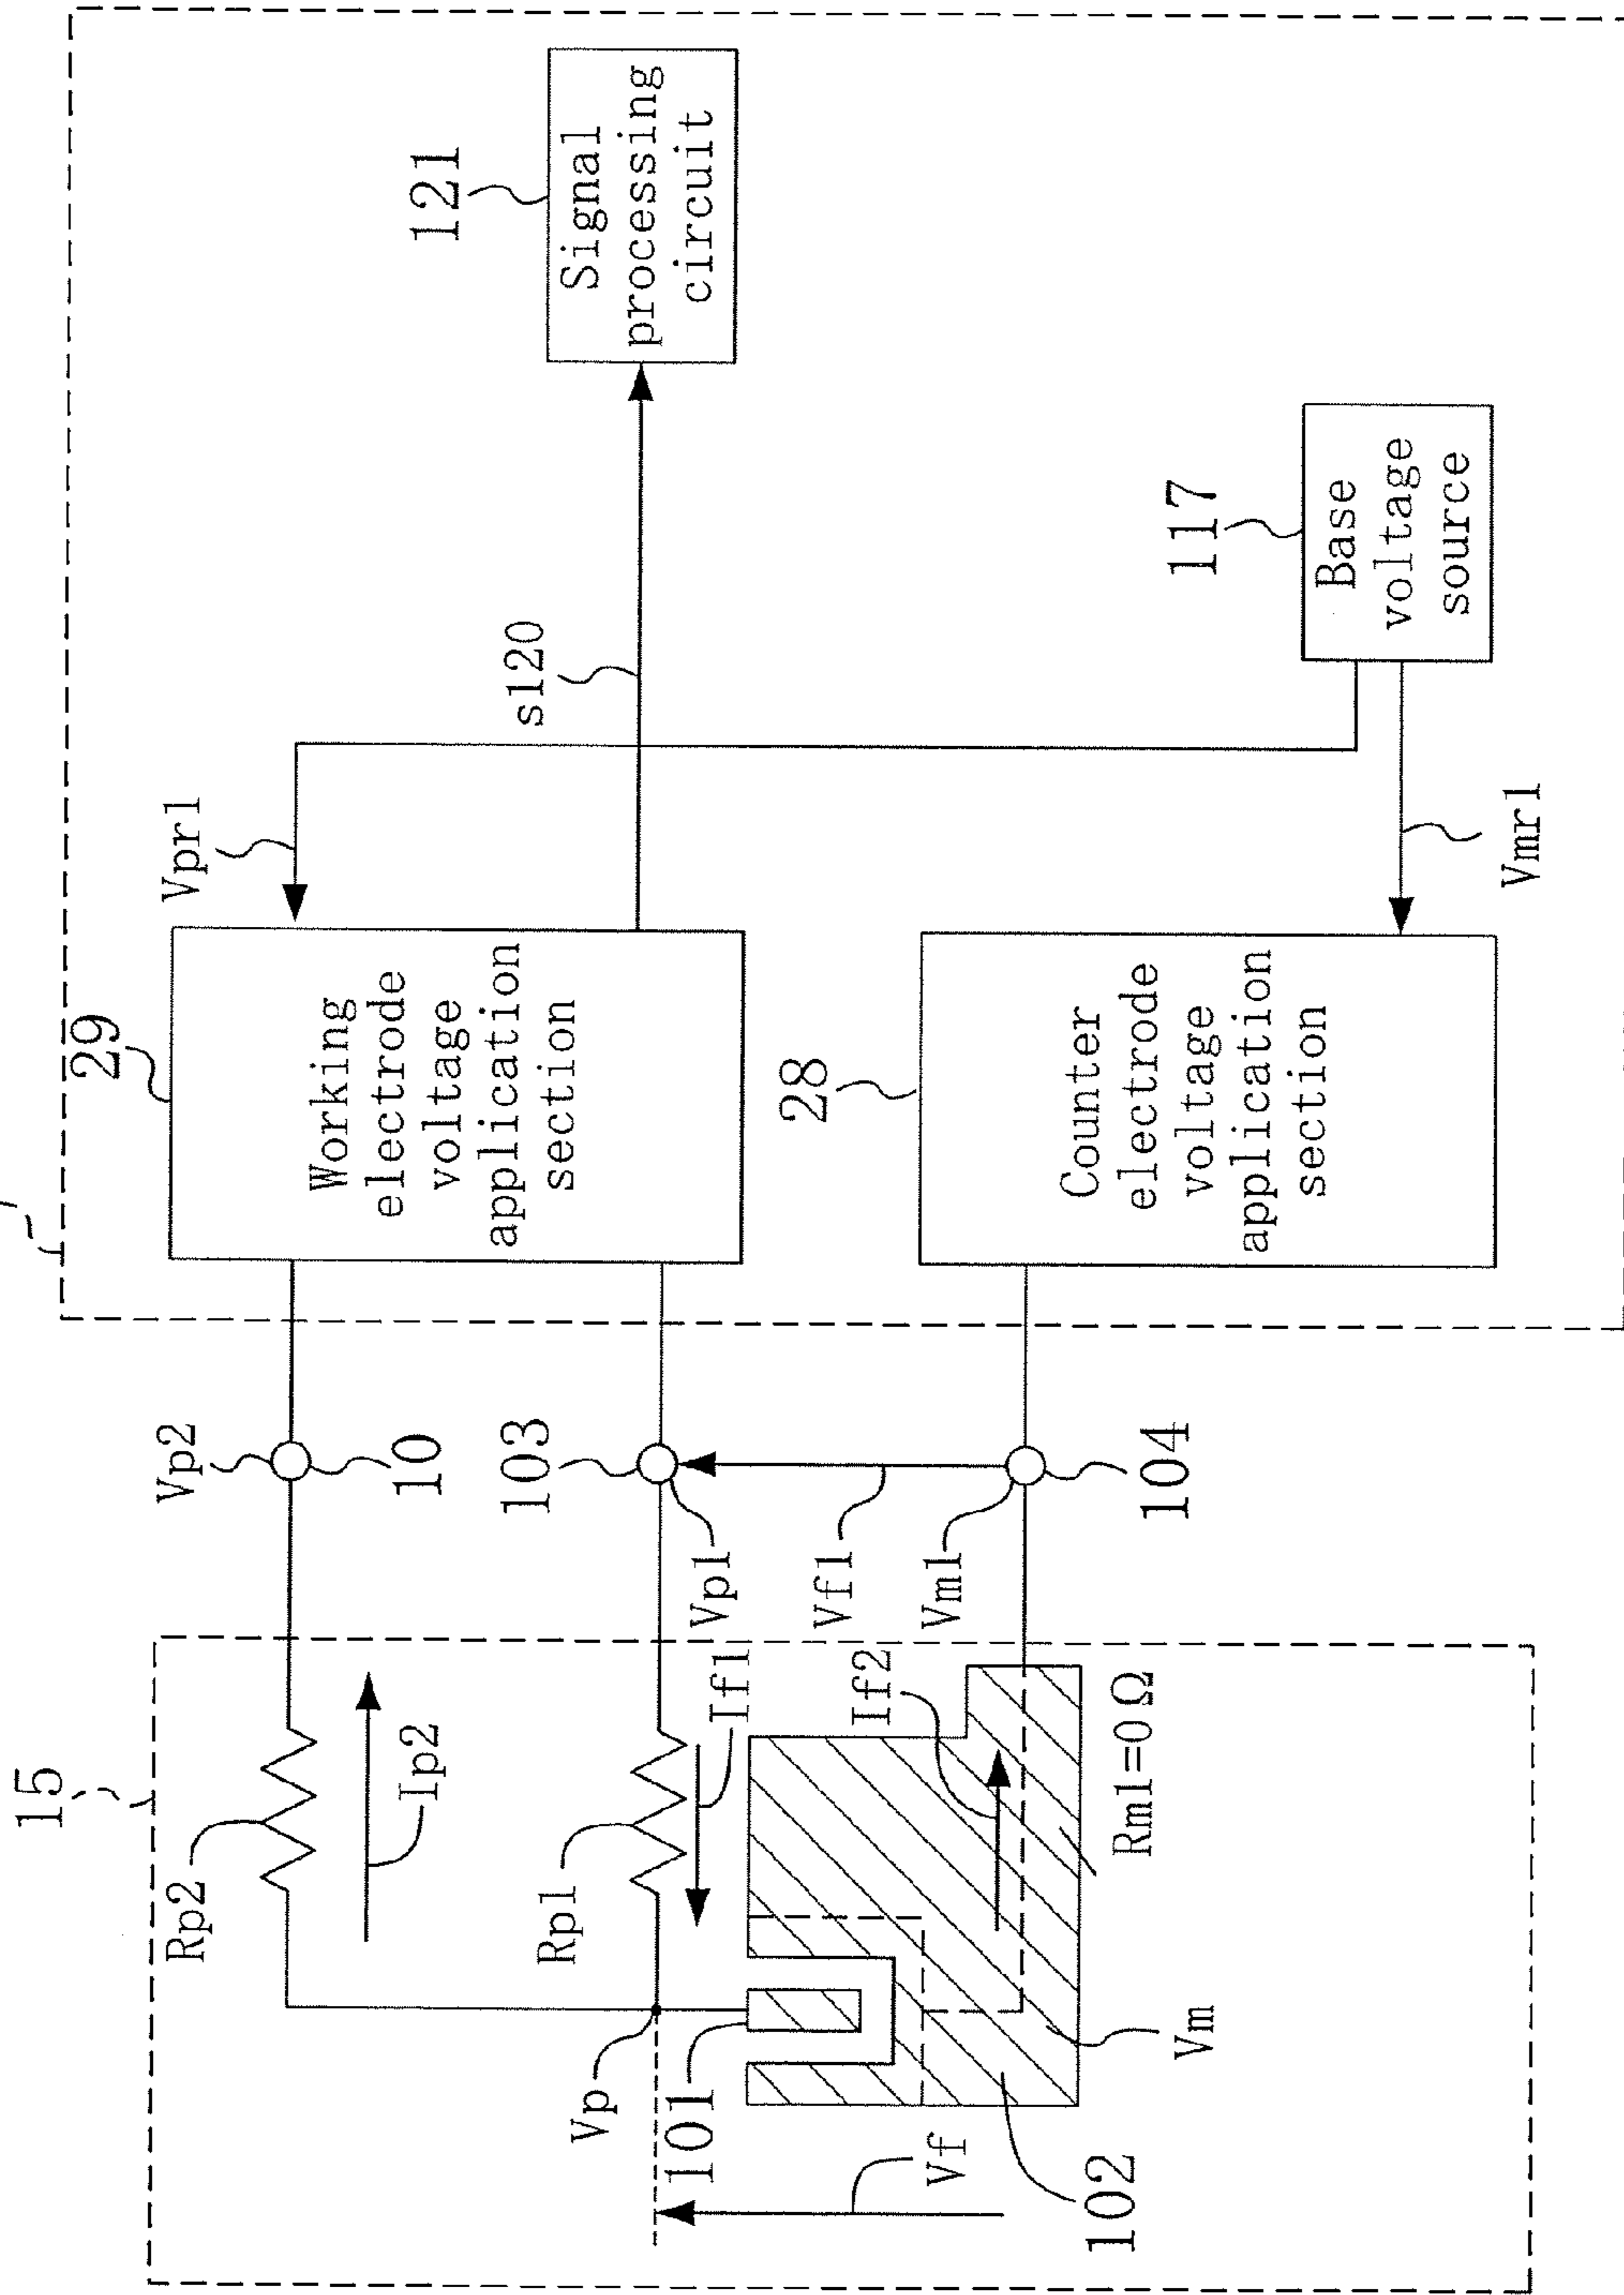 15
Rp2
Ip2
Rp1
If1
Vp
101
Vf
102
Vm
If2
Rm1=0Ω
Vp2
10
103
Vp1
Vf1
Vm1
104
29
Working
electrode
voltage
application
section
28
Counter
electrode
voltage
application
section
Vpr1
s120
Vmr1
121
Signal
processing
circuit
117
Base
voltage
source